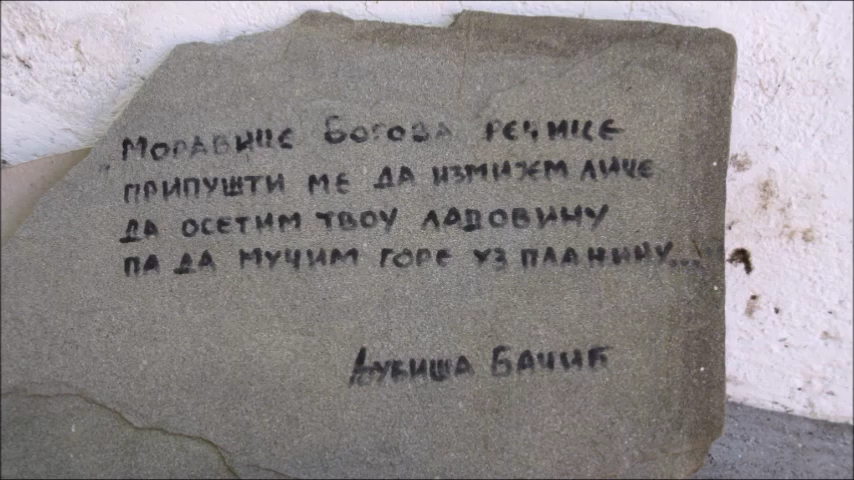 „Моравице Богова речице
припушти ме да измијем лице
да осетим твоу ладовину
па да мучим горе уз планину..."
Љубиша Бачић